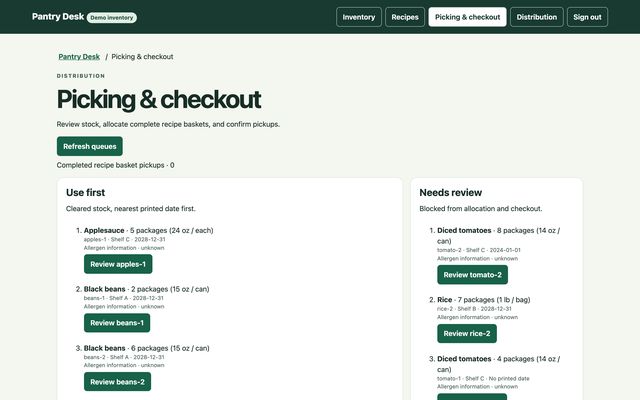 Pantry Desk
Demo inventory
Inventory
Recipes
Picking & checkout
Distribution
Sign out
Pantry Desk / Picking & checkout
DISTRIBUTION
Picking & checkout
Review stock, allocate complete recipe baskets, and confirm pickups.
Refresh queues
Completed recipe basket pickups · 0
Use first
Cleared stock, nearest printed date first.
1. Applesauce · 5 packages (24 oz / each)
apples-1 · Shelf C · 2028-12-31
Allergen information · unknown
Review apples-1
2. Black beans · 2 packages (15 oz / can)
beans-1 · Shelf A · 2028-12-31
Allergen information · unknown
Review beans-1
3. Black beans · 6 packages (15 oz / can)
beans-2 · Shelf A · 2028-12-31
Allergen information · unknown
Review beans-2
Needs review
Blocked from allocation and checkout.
1. Diced tomatoes · 8 packages (14 oz /
can)
tomato-2 · Shelf C · 2024-01-01
Allergen information · unknown
Review tomato-2
2. Rice · 7 packages (1 lb / bag)
rice-2 · Shelf B · 2028-12-31
Allergen information · unknown
Review rice-2
3. Diced tomatoes · 4 packages (14 oz /
can)
tomato-1 · Shelf C · No printed date
Allergen information · unknown